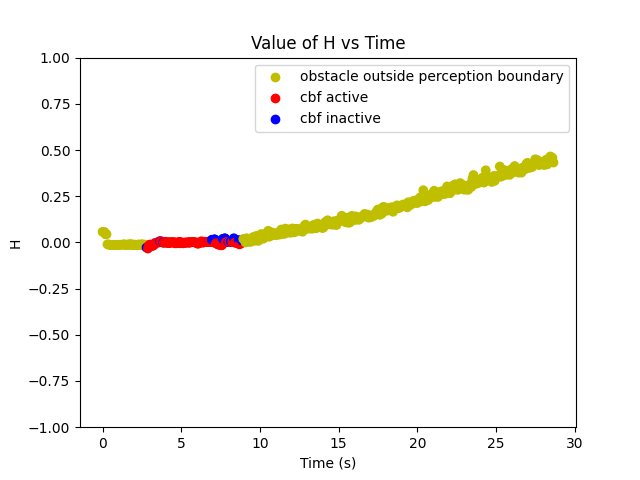 Value of H vs Time
obstacle outside perception boundary
cbf active
cbf inactive
1.00
0.75
0.50
0.25
0.00
−0.25
−0.50
−0.75
−1.00
H
0 5 10 15 20 25 30
Time (s)